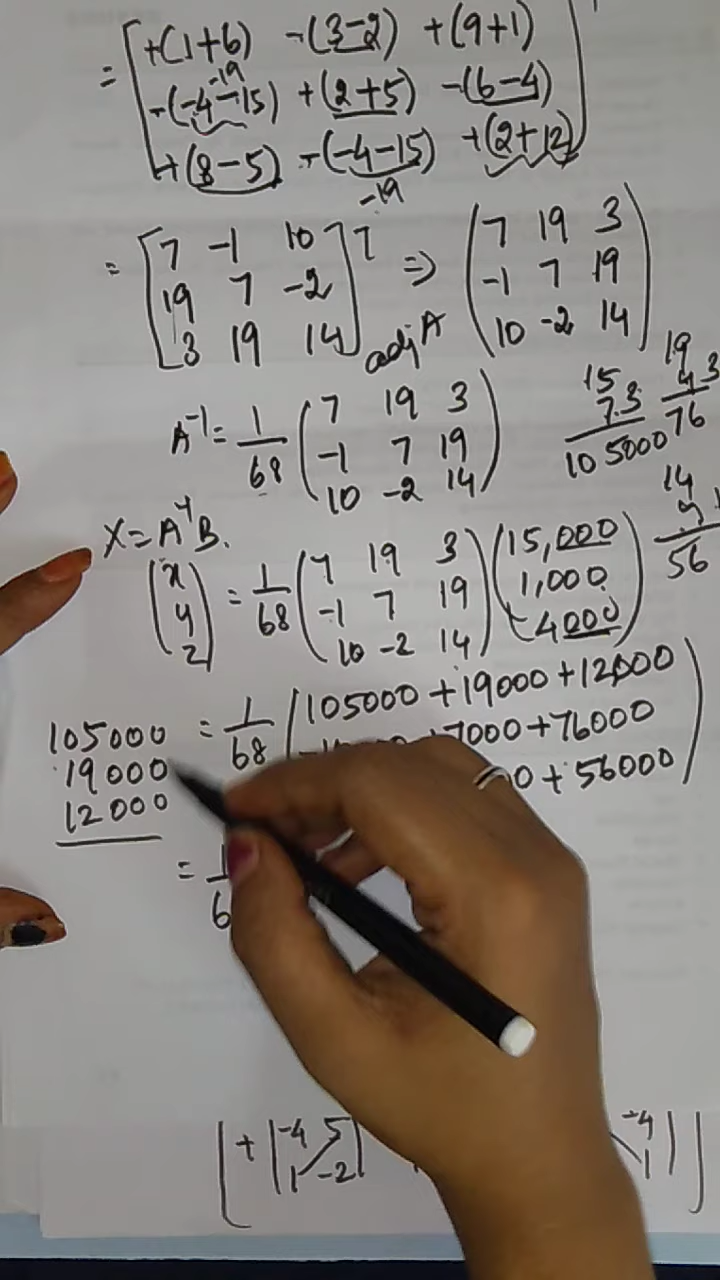 = [ +(1+6) -(3-2) +(9+1)
-19
-(-4-15) +(2+5) -(6-4)
+(8-5) -(-4-15) +(2+12) ]
-19
= [ 7 -1 10 ]T ⇒ ( 7 19 3
19 7 -2 -1 7 19
3 19 14 adj A 10 -2 14 )
A-1 = 1/68 ( 7 19 3
-1 7 19
10 -2 14 )
15
7.3
105000
19
76
X = A-1B.
14
56
(x y z) = 1/68 ( 7 19 3 ) (15,000
-1 7 19 1,000
10 -2 14 4000)
= 1/68 ( 105000 + 19000 + 12000
+7000 + 76000
0 + 56000 )
105000
19000
12000
= 
[ + | -4 5 | -4
1 -2 1 | ]